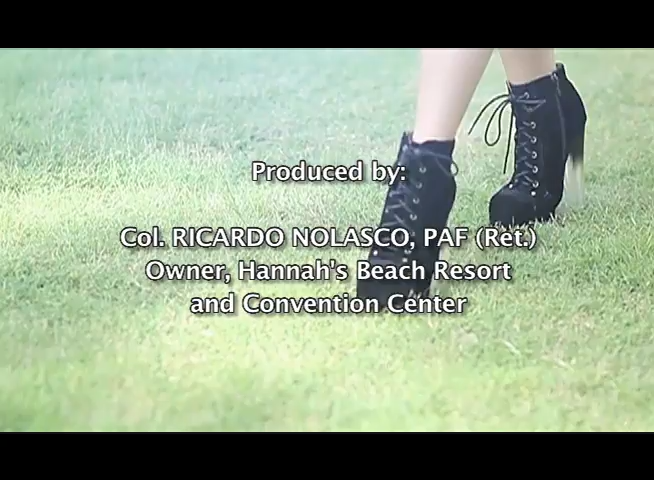 Produced by:
Col. RICARDO NOLASCO, PAF (Ret.)
Owner, Hannah's Beach Resort
and Convention Center